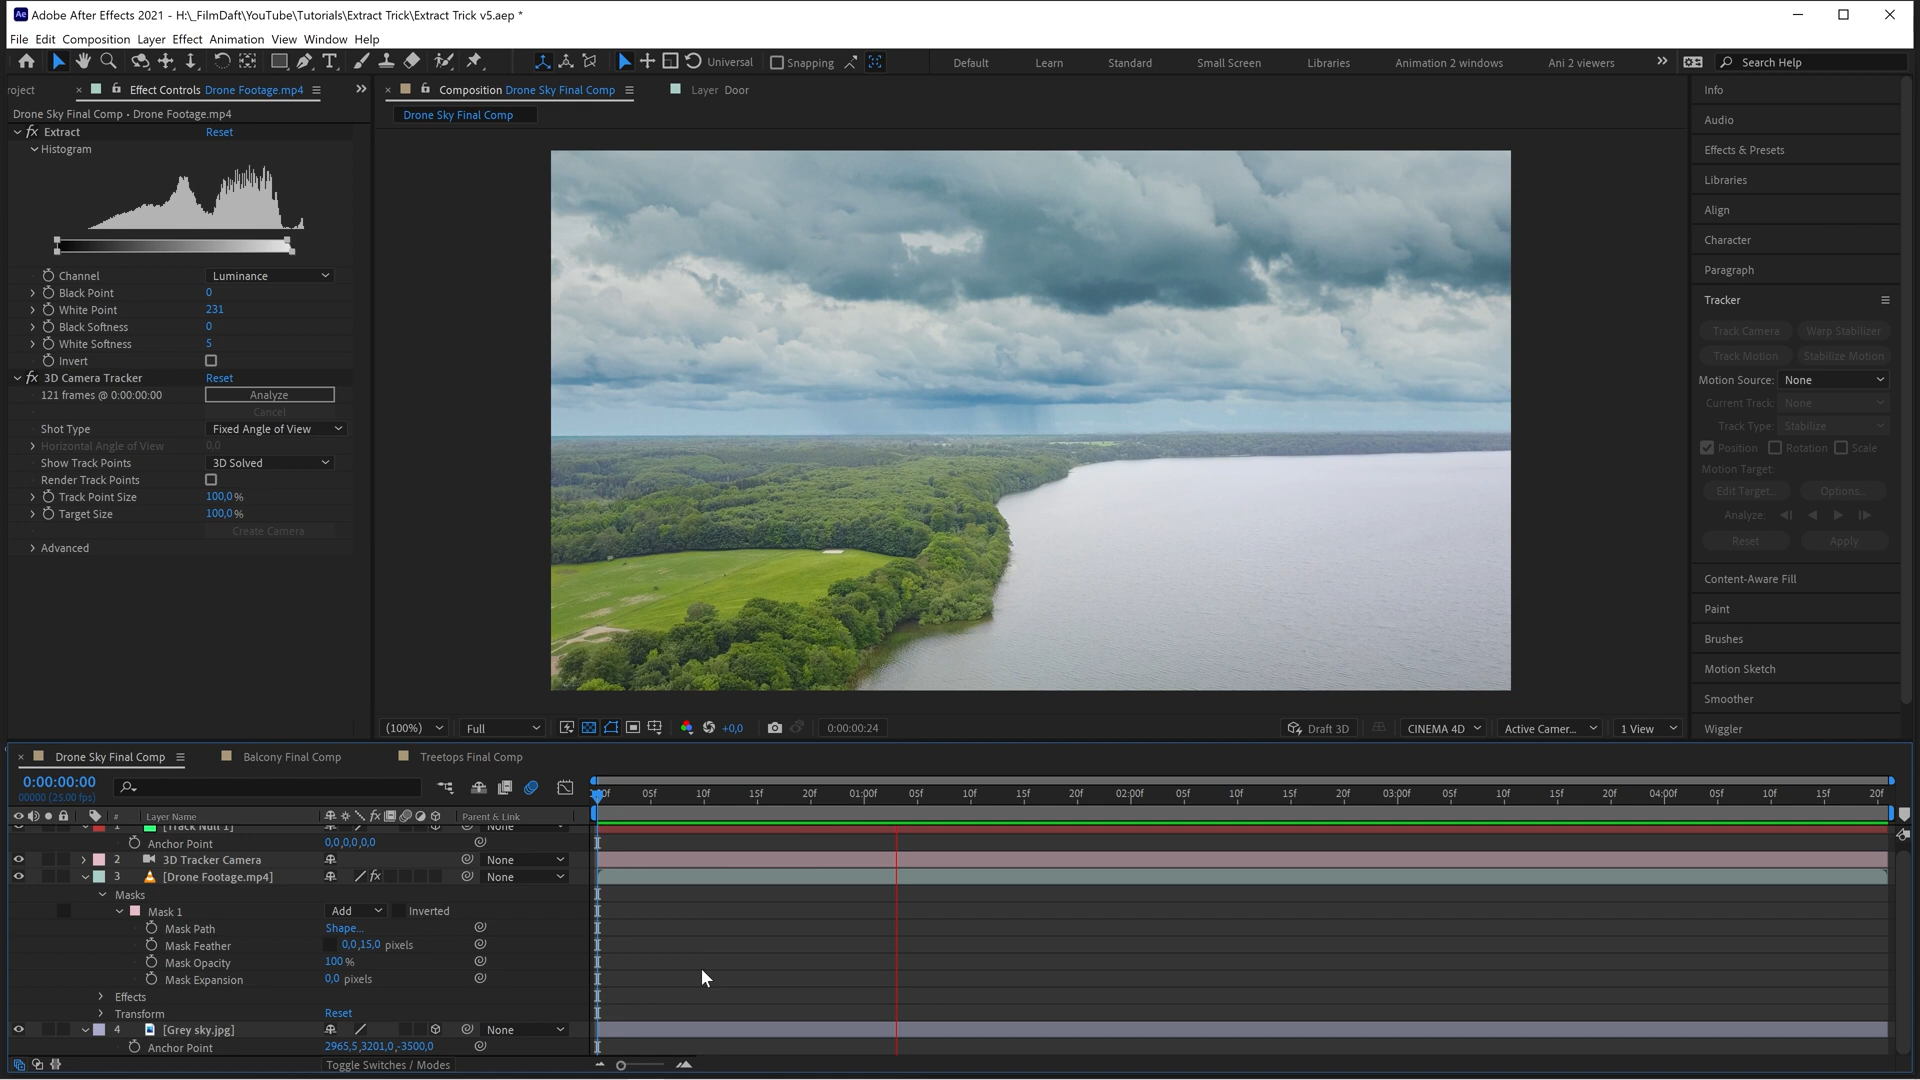 Adobe After Effects 2021 - H:\_FilmDaft\YouTube\Tutorials\Extract Trick\Extract Trick v5.aep *
File Edit Composition Layer Effect Animation View Window Help
Universal Snapping Default Learn Standard Small Screen Libraries Animation 2 windows Ani 2 viewers Search Help
roject × Effect Controls Drone Footage.mp4
Drone Sky Final Comp • Drone Footage.mp4
fx Extract Reset
Histogram
Channel Luminance
Black Point 0
White Point 231
Black Softness 0
White Softness 5
Invert
fx 3D Camera Tracker Reset
121 frames @ 0:00:00:00 Analyze
Cancel
Shot Type Fixed Angle of View
Horizontal Angle of View 0,0
Show Track Points 3D Solved
Render Track Points
Track Point Size 100,0%
Target Size 100,0%
Create Camera
Advanced
× Composition Drone Sky Final Comp Layer Door
Drone Sky Final Comp
(100%) Full +0,0 0:00:00:24 Draft 3D CINEMA 4D Active Camer... 1 View
Info
Audio
Effects & Presets
Libraries
Align
Character
Paragraph
Tracker
Track Camera Warp Stabilizer
Track Motion Stabilize Motion
Motion Source: None
Current Track: None
Track Type: Stabilize
Position Rotation Scale
Motion Target:
Edit Target... Options...
Analyze:
Reset Apply
Content-Aware Fill
Paint
Brushes
Motion Sketch
Smoother
Wiggler
× Drone Sky Final Comp Balcony Final Comp Treetops Final Comp
0:00:00:00
00000 (25.00 fps)
05f 10f 15f 20f 01:00f 05f 10f 15f 20f 02:00f 05f 10f 15f 20f 03:00f 05f 10f 15f 20f 04:00f 05f 10f 15f 20f
# Layer Name fx Parent & Link
1 [Track Null 1] None
Anchor Point 0,0,0,0,0,0
2 3D Tracker Camera None
3 [Drone Footage.mp4] fx None
Masks
Mask 1 Add Inverted
Mask Path Shape...
Mask Feather 0,0,15,0 pixels
Mask Opacity 100 %
Mask Expansion 0,0 pixels
Effects
Transform Reset
4 [Grey sky.jpg] None
Anchor Point 2965,5,3201,0,-3500,0
Toggle Switches / Modes